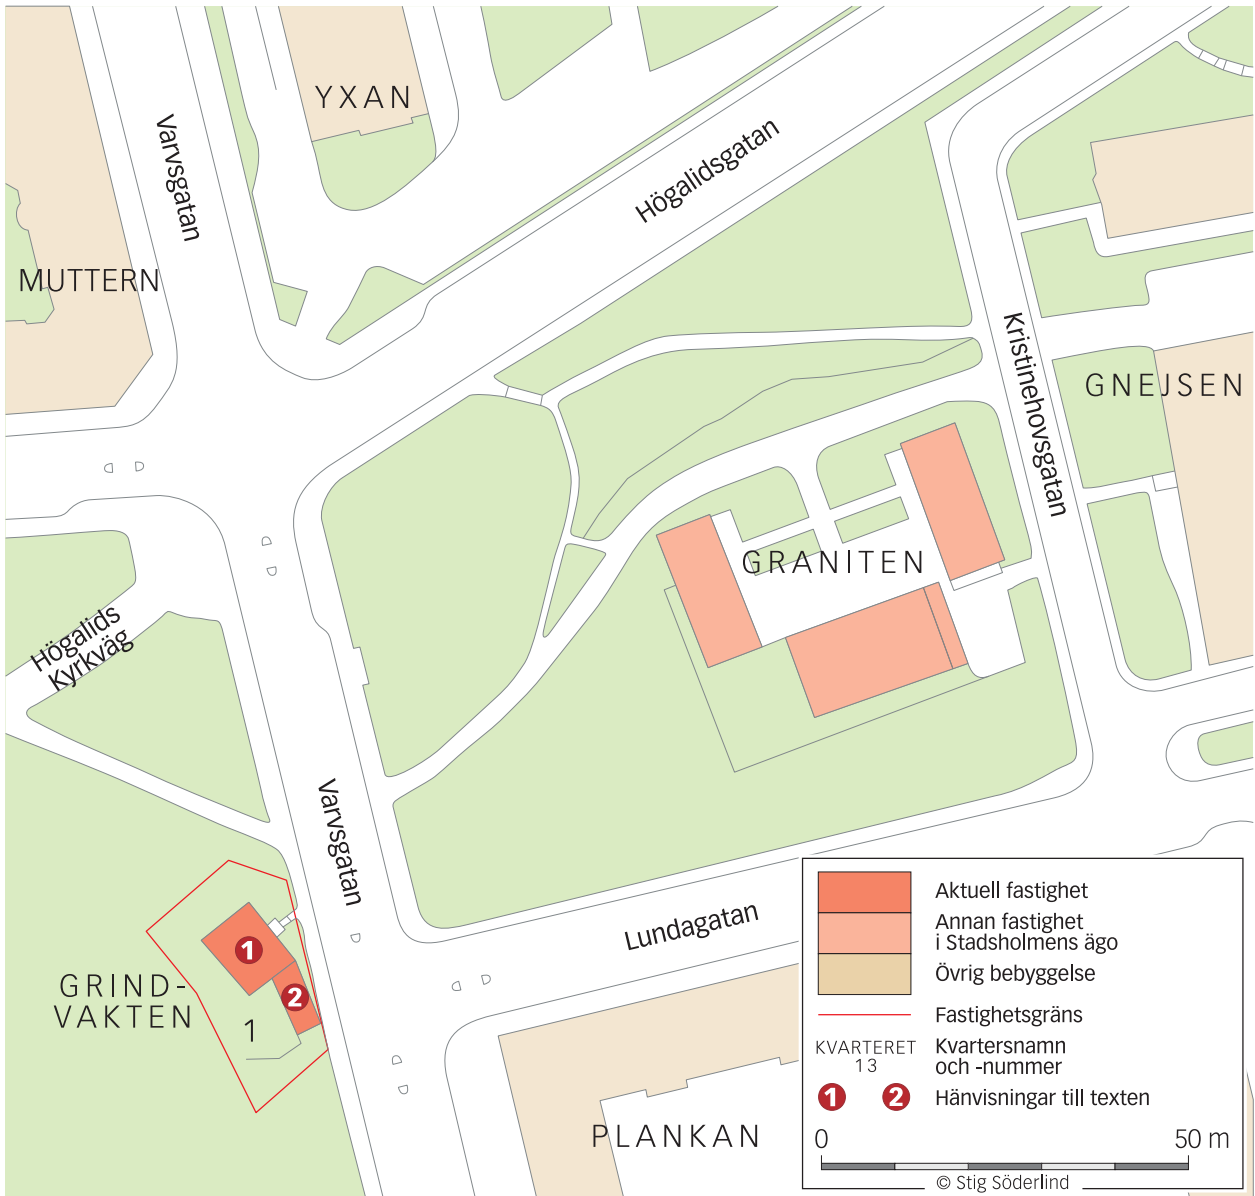 YXAN
Varvsgatan
Högalidsgatan
MUTTERN
Kristinehovsgatan
GNEJSEN
GRANITEN
Högalids
Kyrkväg
Varvsgatan
Lundagatan
1
2
GRIND-
VAKTEN
1
PLANKAN
Aktuell fastighet
Annan fastighet
i Stadsholmens ägo
Övrig bebyggelse
Fastighetsgräns
KVARTERET
13
Kvartersnamn
och -nummer
1 2 Hänvisningar till texten
0 50 m
© Stig Söderlind